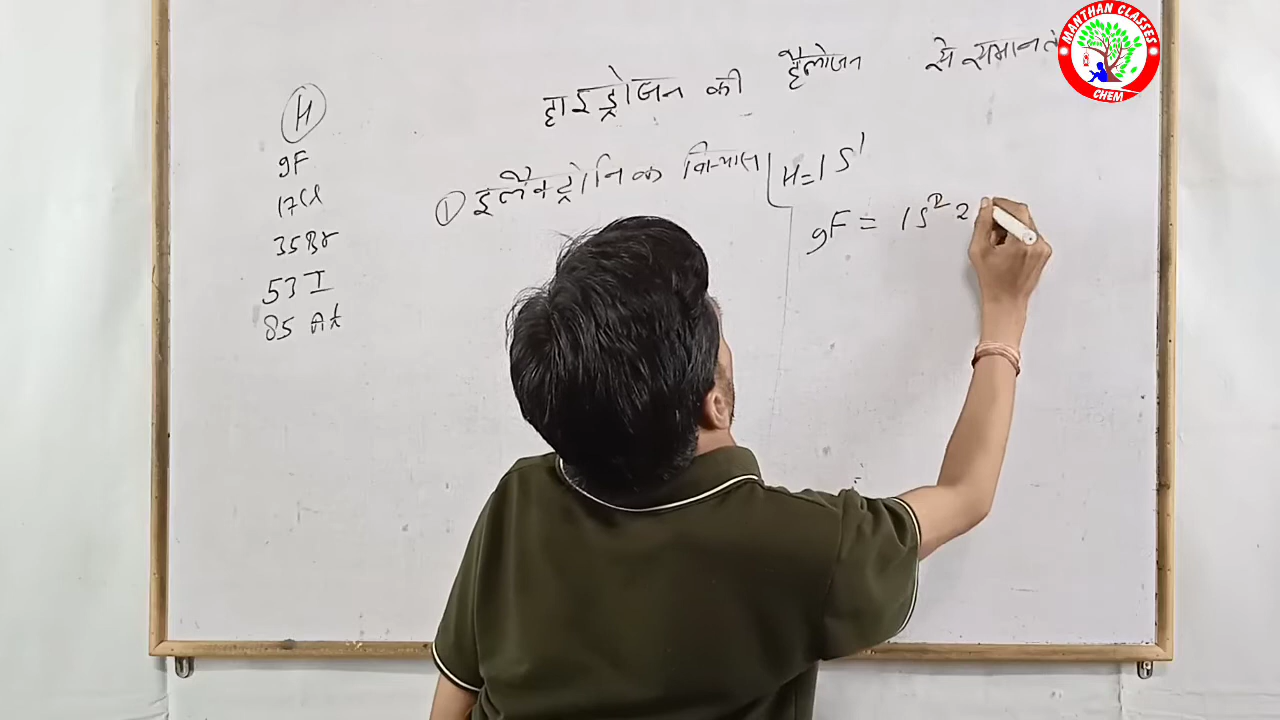 MANTHAN CLASSES
CHEM
हाइड्रोजन की हैलोजन से समानता
H
9F
17Cl
35Br
53I
85At
① इलैक्ट्रोनिक विन्यास
H=1S¹
9F = 1S² 2